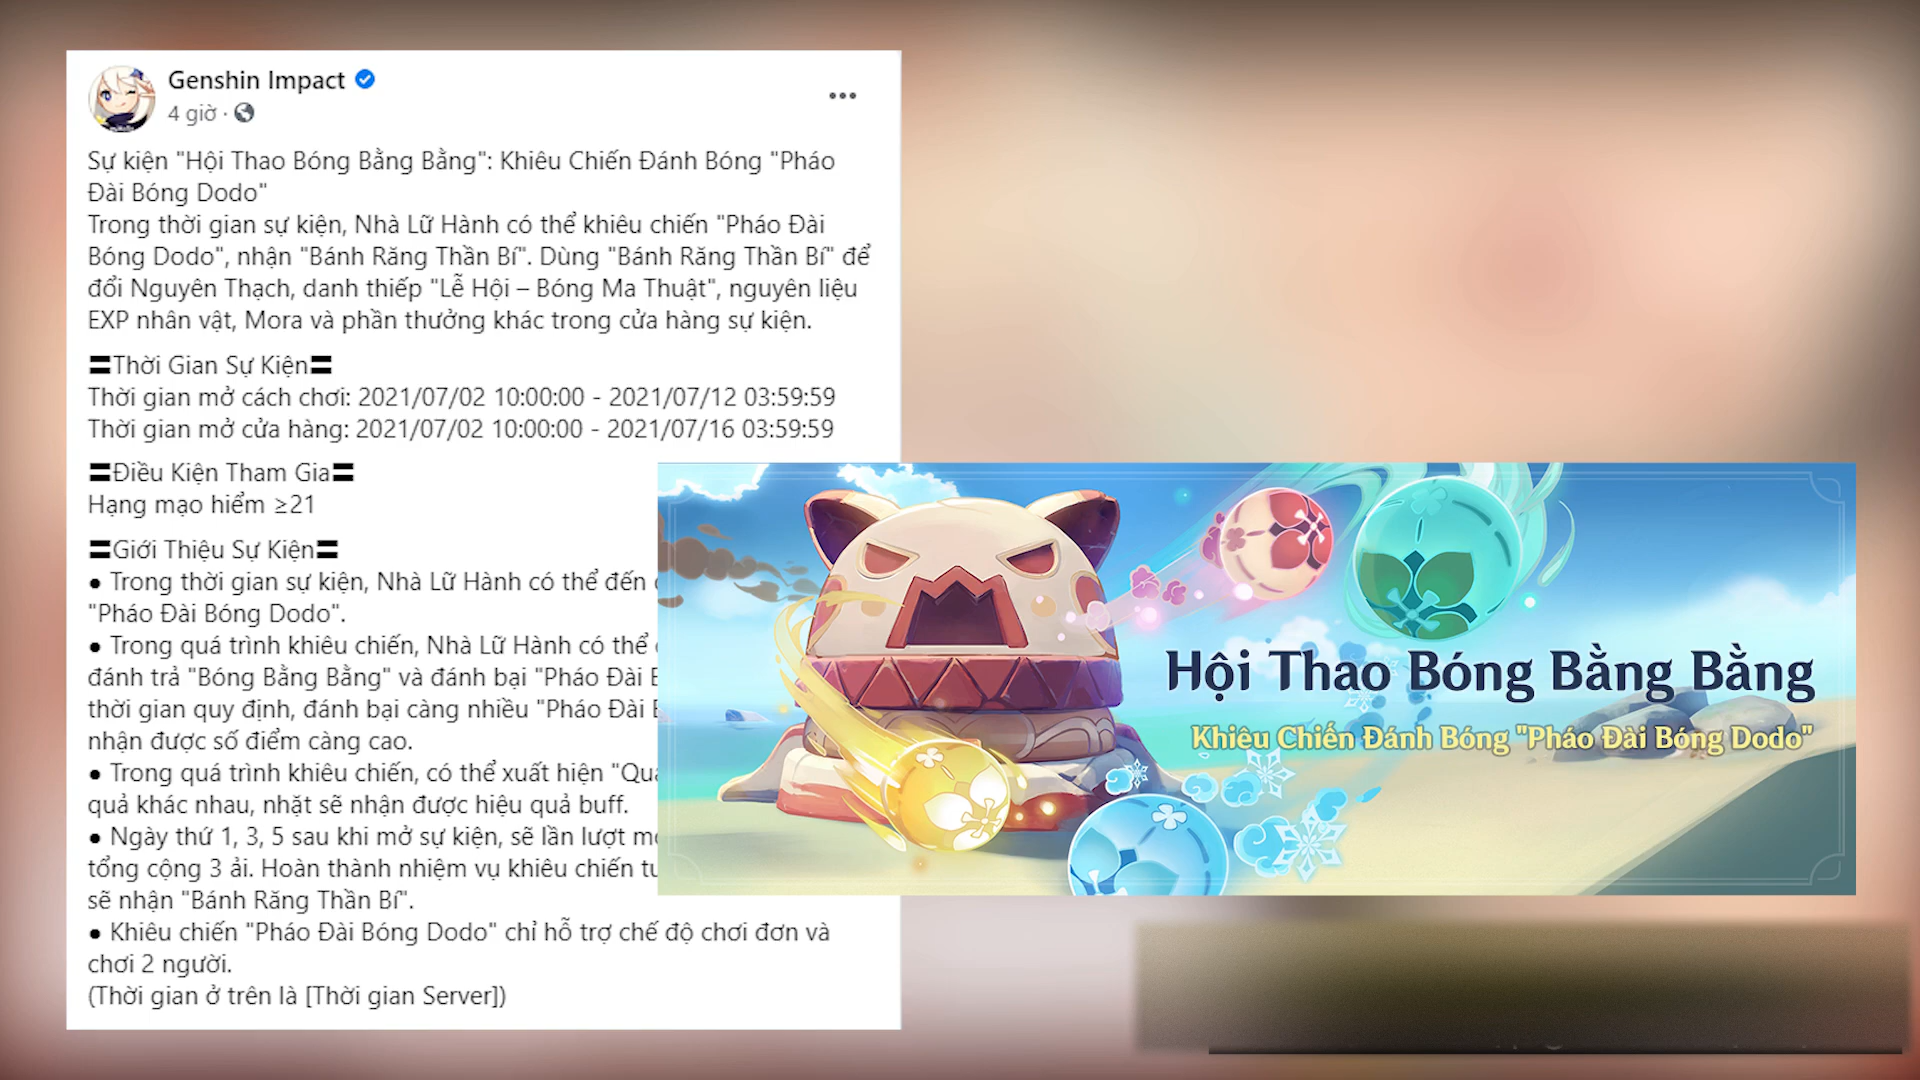 Genshin Impact
4 giờ ·
Sự kiện "Hội Thao Bóng Bằng Bằng": Khiêu Chiến Đánh Bóng "Pháo
Đài Bóng Dodo"
Trong thời gian sự kiện, Nhà Lữ Hành có thể khiêu chiến "Pháo Đài
Bóng Dodo", nhận "Bánh Răng Thần Bí". Dùng "Bánh Răng Thần Bí" để
đổi Nguyên Thạch, danh thiếp "Lễ Hội – Bóng Ma Thuật", nguyên liệu
EXP nhân vật, Mora và phần thưởng khác trong cửa hàng sự kiện.
〓Thời Gian Sự Kiện〓
Thời gian mở cách chơi: 2021/07/02 10:00:00 - 2021/07/12 03:59:59
Thời gian mở cửa hàng: 2021/07/02 10:00:00 - 2021/07/16 03:59:59
〓Điều Kiện Tham Gia〓
Hạng mạo hiểm ≥21
〓Giới Thiệu Sự Kiện〓
● Trong thời gian sự kiện, Nhà Lữ Hành có thể đến
"Pháo Đài Bóng Dodo".
● Trong quá trình khiêu chiến, Nhà Lữ Hành có thể
đánh trả "Bóng Bằng Bằng" và đánh bại "Pháo Đài
thời gian quy định, đánh bại càng nhiều "Pháo Đài
nhận được số điểm càng cao.
● Trong quá trình khiêu chiến, có thể xuất hiện
quả khác nhau, nhặt sẽ nhận được hiệu quả buff.
● Ngày thứ 1, 3, 5 sau khi mở sự kiện, sẽ lần lượt
tổng cộng 3 ải. Hoàn thành nhiệm vụ khiêu chiến
sẽ nhận "Bánh Răng Thần Bí".
● Khiêu chiến "Pháo Đài Bóng Dodo" chỉ hỗ trợ chế độ chơi đơn và
chơi 2 người.
(Thời gian ở trên là [Thời gian Server])
Hội Thao Bóng Bằng Bằng
Khiêu Chiến Đánh Bóng "Pháo Đài Bóng Dodo"